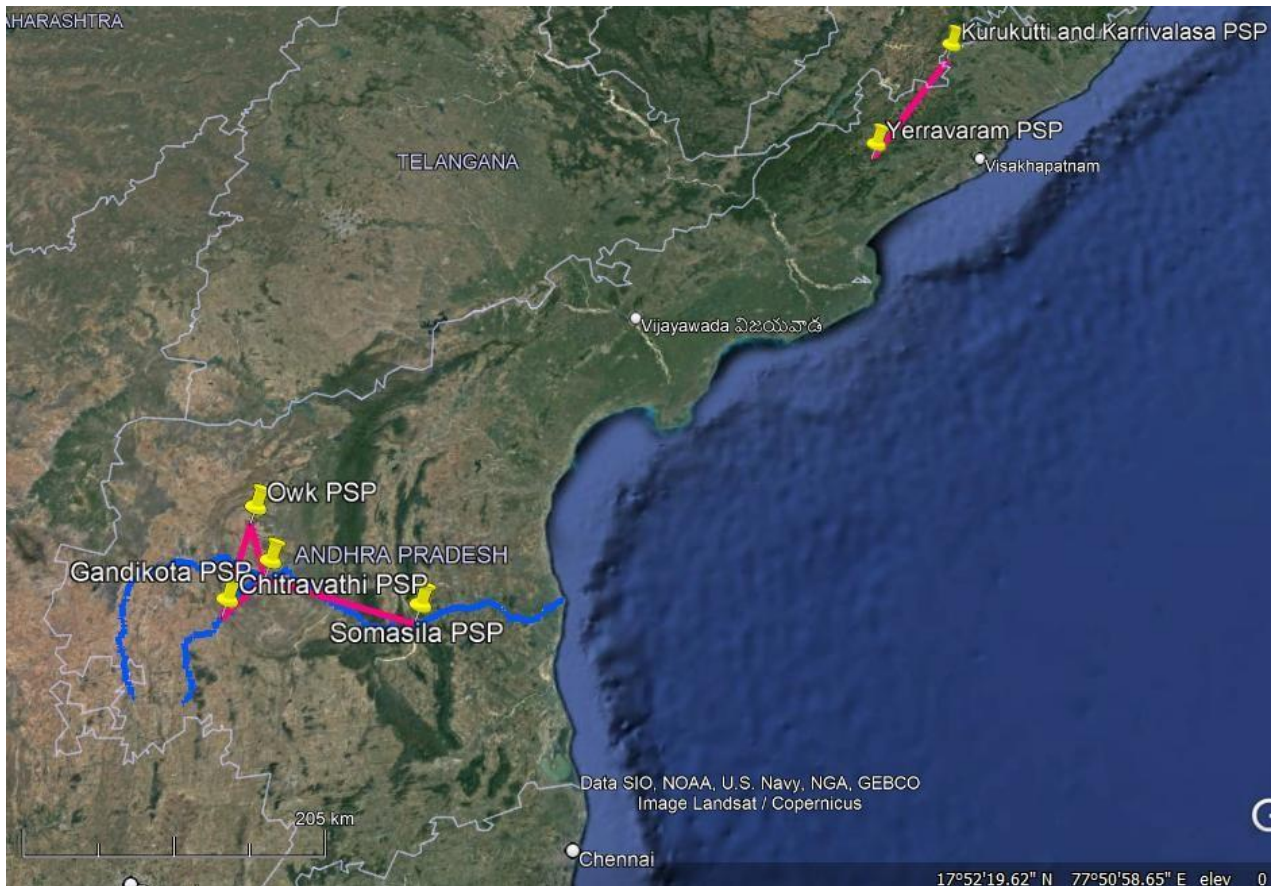 AHARASHTRA
Kurukutti and Karrivalasa PSP
Yerravaram PSP
TELANGANA
Visakhapatnam
Vijayawada విజయవాడ
Owk PSP
ANDHRA PRADESH
Gandikota PSP
Chitravathi PSP
Somasila PSP
Data SIO, NOAA, U.S. Navy, NGA, GEBCO
Image Landsat / Copernicus
205 km
Chennai
17°52'19.62" N 77°50'58.65" E elev 0